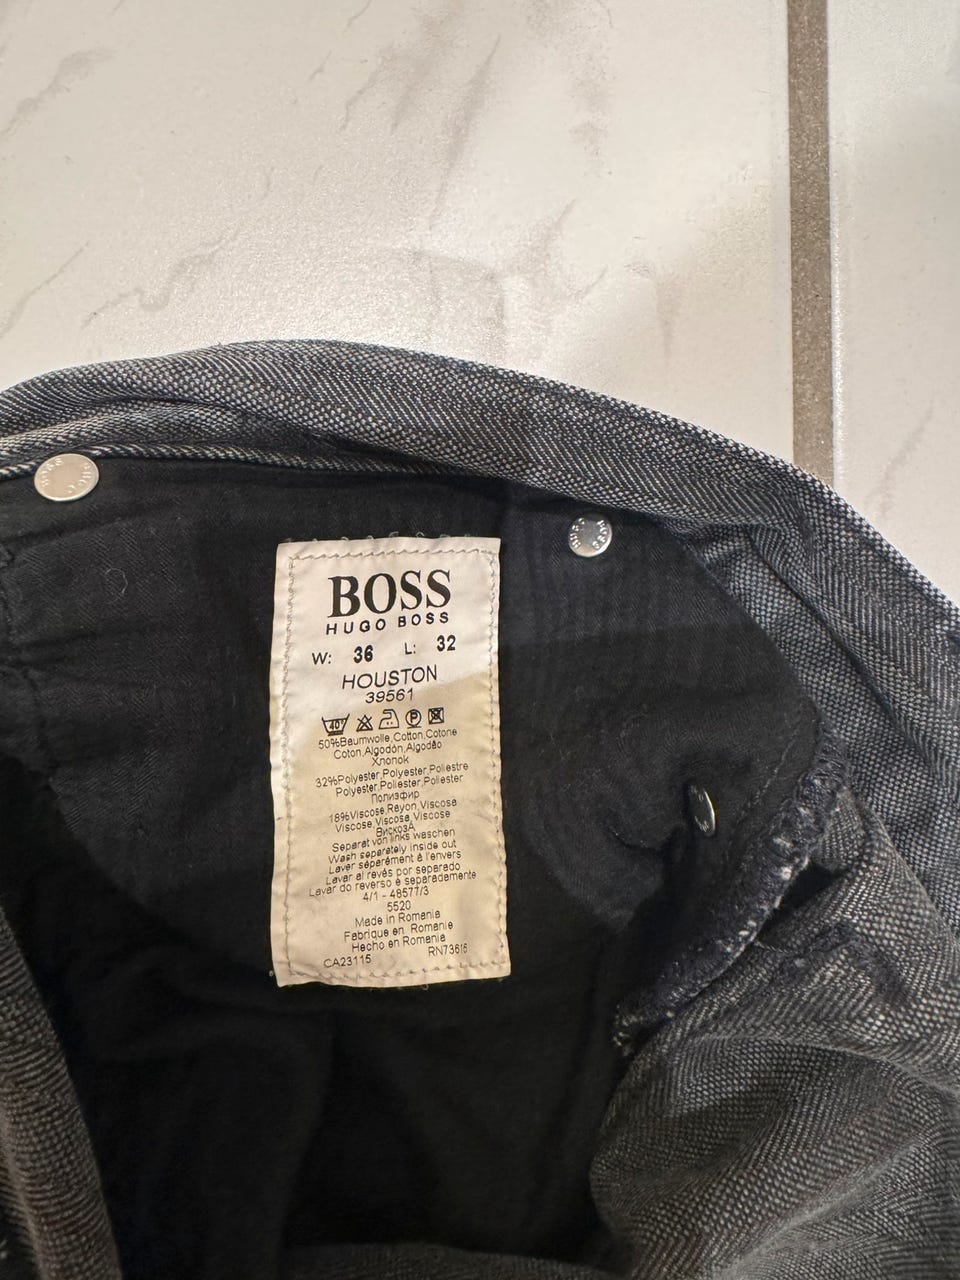 BOSS
HUGO BOSS
W: 36 L: 32
HOUSTON
39561
40°
P
50%Baumwolle,Cotton,Cotone
Coton,Algodón,Algodão
Хлопок
32%Polyester,Polyester,Poliestre
Polyester,Poliester,Poliester
Полиэфир
18%Viscose,Rayon,Viscosa
Viscose,Viscosa,Viscose
ВискозА
Separat von links waschen
Wash separately inside out
Laver séparément à l'envers
Lavar al revés por separado
Lavar do reverso e separadamente
4/1 - 48577/3
5520
Made in Romania
Fabrique en Romanie
Hecho en Romania
CA23115 RN73616